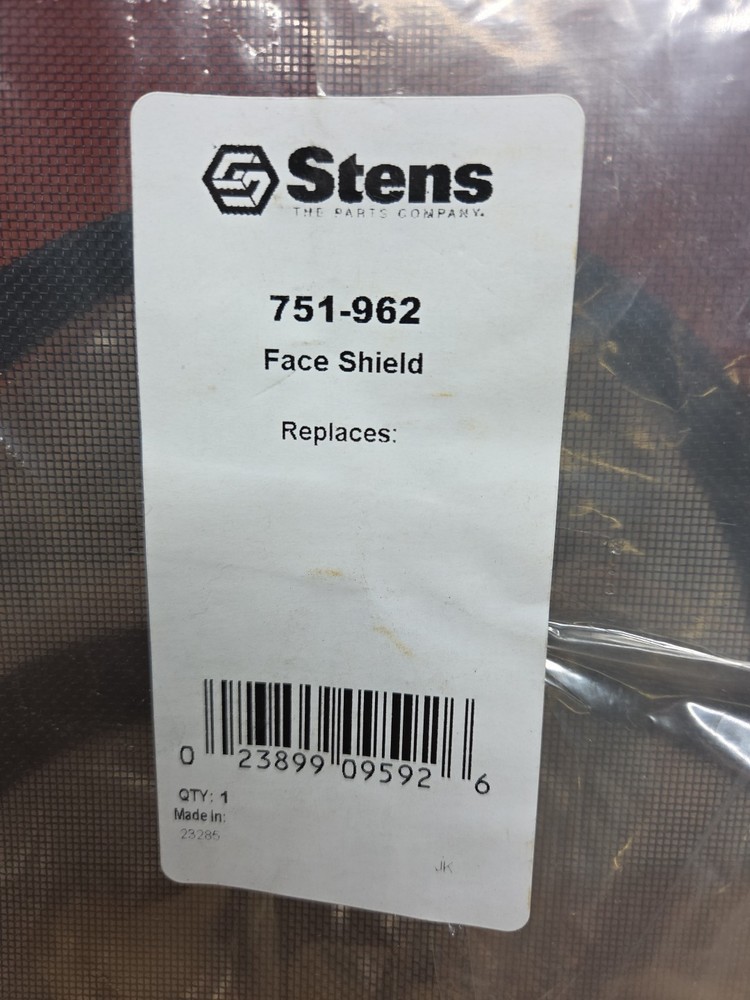 Stens
THE PARTS COMPANY.
751-962
Face Shield
Replaces:
0 23899 09592 6
QTY: 1
Made in:
23285
JK